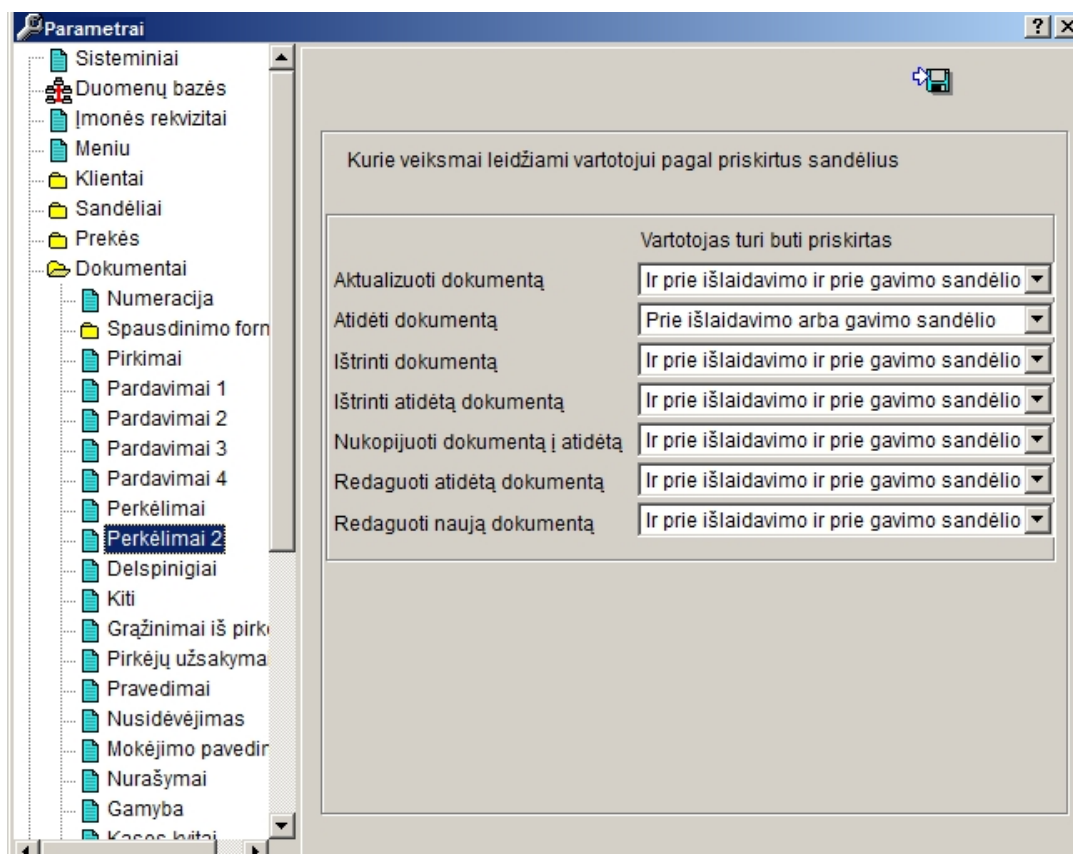 Parametrai
Sisteminiai
Duomenų bazės
Įmonės rekvizitai
Meniu
Klientai
Sandėliai
Prekės
Dokumentai
Numeracija
Spausdinimo forn
Pirkimai
Pardavimai 1
Pardavimai 2
Pardavimai 3
Pardavimai 4
Perkėlimai
Perkėlimai 2
Delspinigiai
Kiti
Grąžinimai iš pirk
Pirkėjų užsakymai
Pravedimai
Nusidėvėjimas
Mokėjimo pavedir
Nurašymai
Gamyba
Kasos kvitai
Kurie veiksmai leidžiami vartotojui pagal priskirtus sandėlius
Vartotojas turi buti priskirtas
Aktualizuoti dokumentą Ir prie išlaidavimo ir prie gavimo sandėlio
Atidėti dokumentą Prie išlaidavimo arba gavimo sandėlio
Ištrinti dokumentą Ir prie išlaidavimo ir prie gavimo sandėlio
Ištrinti atidėtą dokumentą Ir prie išlaidavimo ir prie gavimo sandėlio
Nukopijuoti dokumentą į atidėtą Ir prie išlaidavimo ir prie gavimo sandėlio
Redaguoti atidėtą dokumentą Ir prie išlaidavimo ir prie gavimo sandėlio
Redaguoti naują dokumentą Ir prie išlaidavimo ir prie gavimo sandėlio